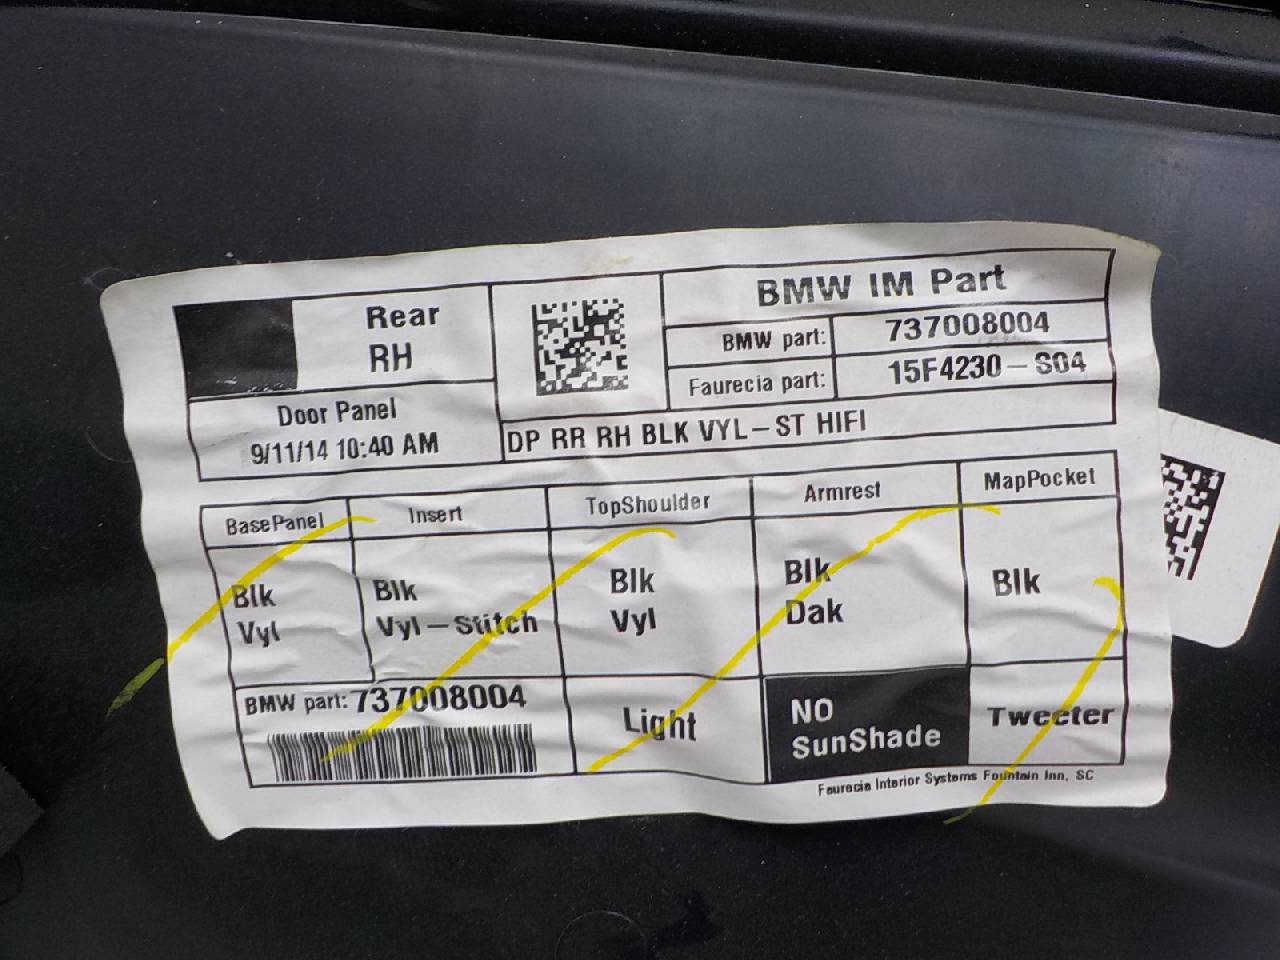 Rear
RH
Door Panel
9/11/14 10:40 AM
BMW IM Part
BMW part: 737008004
Faurecia part: 15F4230-S04
DP RR RH BLK VYL-ST HIFI
BasePanel Insert TopShoulder Armrest MapPocket
Blk Blk Blk Blk Blk
Vyl Vyl-Stitch Vyl Dak
BMW part: 737008004
Light
NO
SunShade
Tweeter
Faurecia Interior Systems Fountain Inn, SC